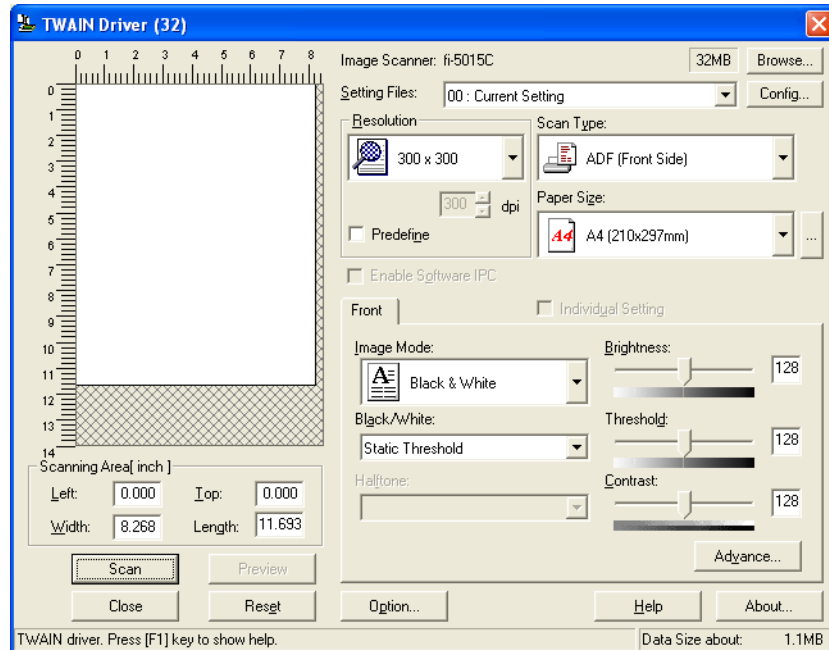 TWAIN Driver (32)
0 1 2 3 4 5 6 7 8
0
1
2
3
4
5
6
7
8
9
10
11
12
13
14
Scanning Area[ inch ]
Left: 0.000 Top: 0.000
Width: 8.268 Length: 11.693
Scan Preview
Close Reset
Image Scanner: fi-5015C 32MB Browse...
Setting Files: 00 : Current Setting Config...
Resolution
300 x 300
300 dpi
Predefine
Scan Type:
ADF (Front Side)
Paper Size:
A4 A4 (210x297mm) ...
Enable Software IPC
Front Individual Setting
Image Mode:
A Black & White
Black/White:
Static Threshold
Halftone:
Brightness:
128
Threshold:
128
Contrast:
128
Advance...
Option... Help About...
TWAIN driver. Press [F1] key to show help. Data Size about: 1.1MB